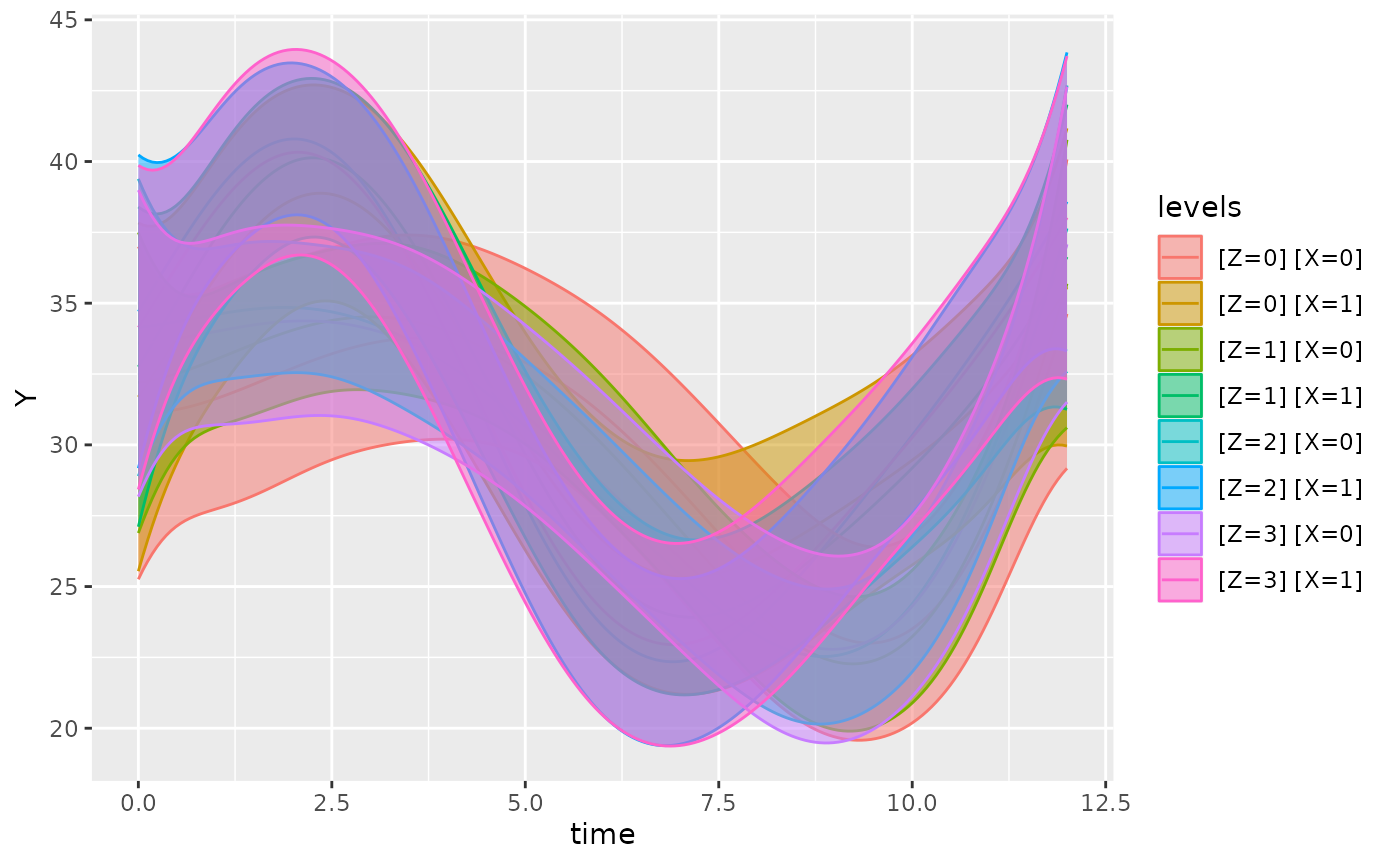 45
40
35
30
25
20
Y
0.0 2.5 5.0 7.5 10.0 12.5
time
levels
[Z=0] [X=0]
[Z=0] [X=1]
[Z=1] [X=0]
[Z=1] [X=1]
[Z=2] [X=0]
[Z=2] [X=1]
[Z=3] [X=0]
[Z=3] [X=1]